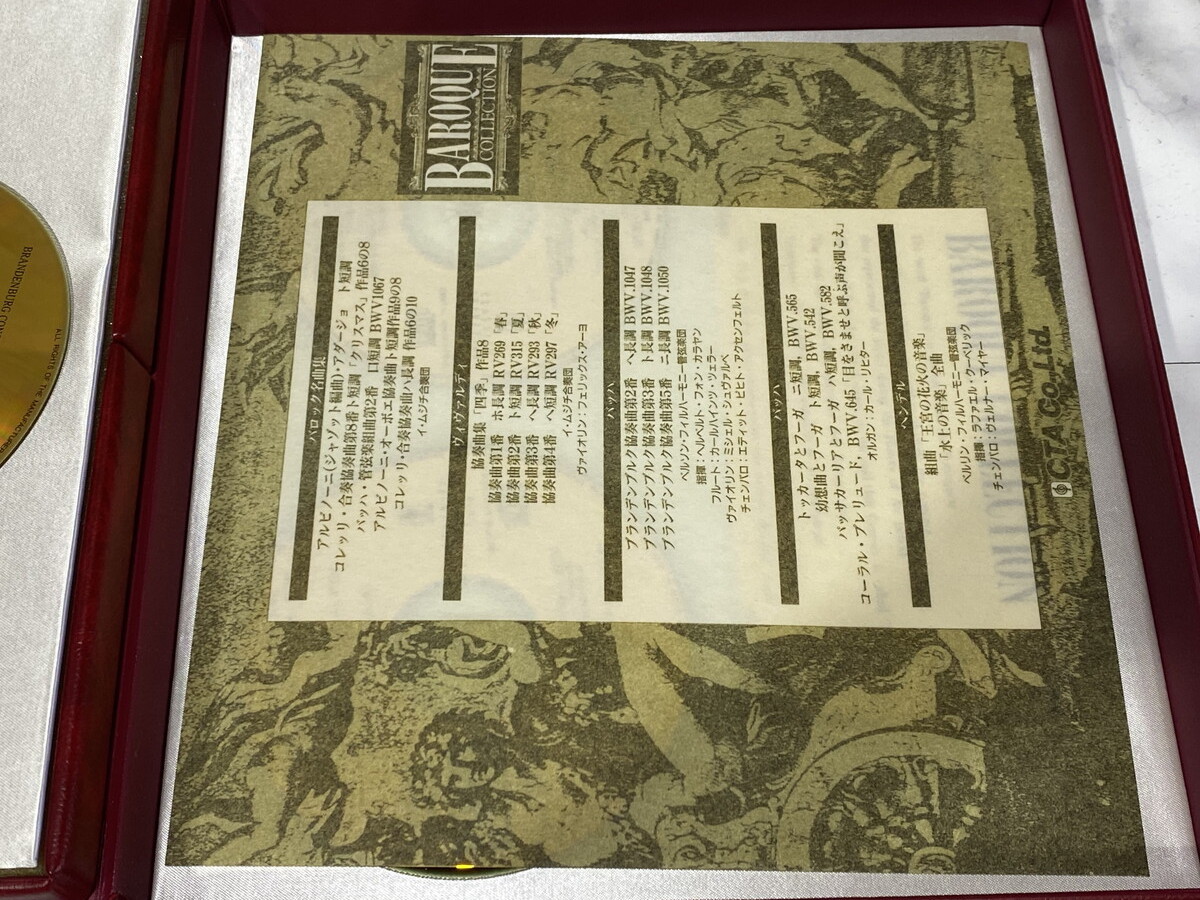 BAROQUE
COLLECTION
バロック名曲集
アルビノーニ(ジャゾット編曲)・アダージョ ト短調
コレッリ・合奏協奏曲第8番ト短調「クリスマス」作品6の8
バッハ・管弦楽組曲第2番 ロ短調 BWV1067
アルビノーニ・オーボエ協奏曲ト短調作品9の8
コレッリ・合奏協奏曲ハ長調 作品6の10
イ・ムジチ合奏団
ヴィヴァルディ
協奏曲集「四季」作品8
協奏曲第1番 ホ長調 RV269「春」
協奏曲第2番 ト短調 RV315「夏」
協奏曲第3番 ヘ長調 RV293「秋」
協奏曲第4番 ヘ短調 RV297「冬」
イ・ムジチ合奏団
ヴァイオリン:フェリックス・アーヨ
バッハ
ブランデンブルク協奏曲第2番 ヘ長調 BWV.1047
ブランデンブルク協奏曲第3番 ト長調 BWV.1048
ブランデンブルク協奏曲第5番 ニ長調 BWV.1050
ベルリン・フィルハーモニー管弦楽団
指揮:ヘルベルト・フォン・カラヤン
フルート:カールハインツ・ツェラー
ヴァイオリン:ミシェル・シュヴァルベ
チェンバロ:エディット・ピヒト・アクセンフェルト
バッハ
トッカータとフーガ ニ短調, BWV.565
幻想曲とフーガ ト短調, BWV.542
パッサカーリアとフーガ ハ短調, BWV.582
コーラル・プレリュード、BWV.645「目をさませと呼ぶ声が聞こえ」
オルガン:カール・リヒター
ヘンデル
組曲「王宮の花火の音楽」
「水上の音楽」全曲
ベルリン・フィルハーモニー管弦楽団
指揮:ラファエル・クーベリック
チェンバロ:ヴェルナー・マイヤー
CTA Co., Ltd.
BRANDENBURG CON
ALL RIGHTS OF THE MANUFACTURER